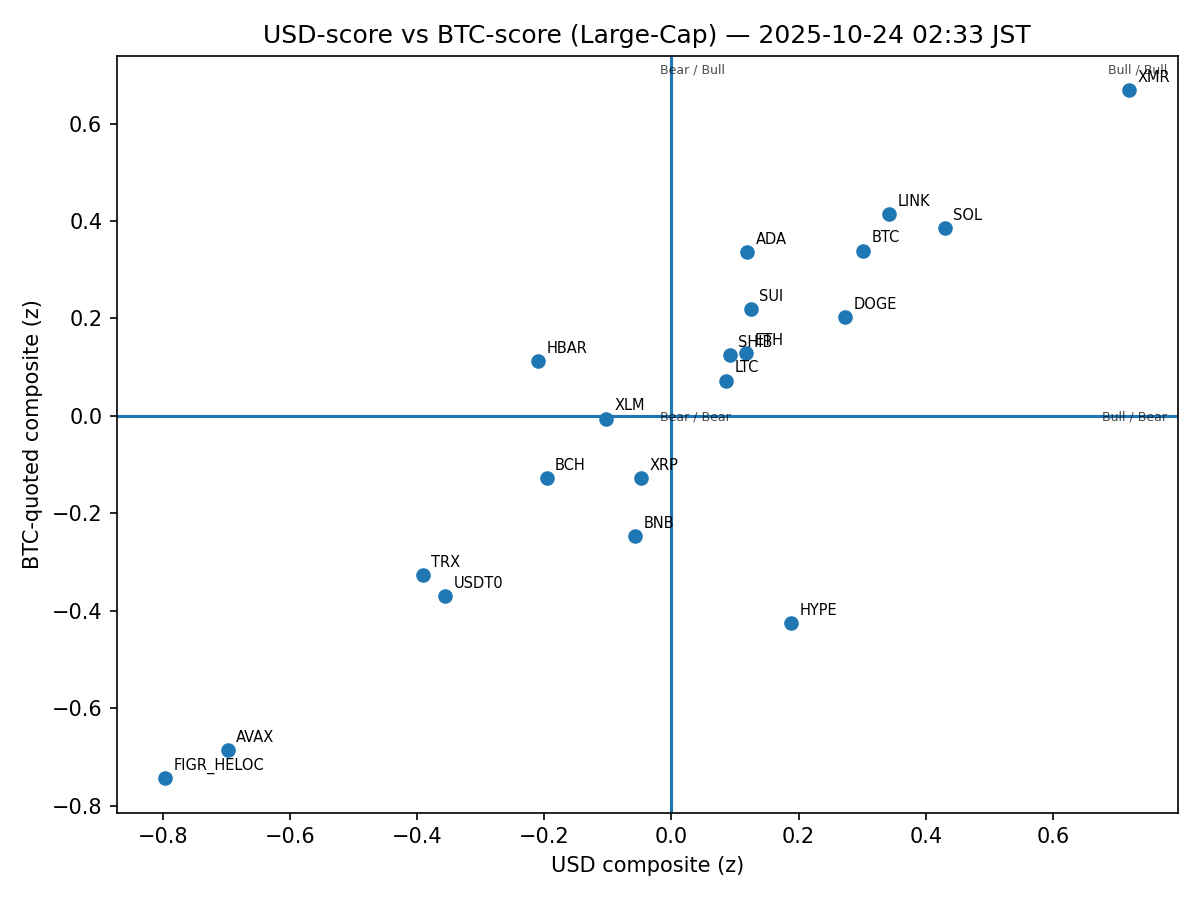 USD-score vs BTC-score (Large-Cap) — 2025-10-24 02:33 JST
Bear / Bull
Bull / Bull
XMR
LINK
SOL
BTC
ADA
SUI
DOGE
SHIB
ETH
LTC
HBAR
XLM
Bear / Bear
Bull / Bear
BCH
XRP
BNB
TRX
USDT0
HYPE
AVAX
FIGR_HELOC
0.6
0.4
0.2
0.0
−0.2
−0.4
−0.6
−0.8
BTC-quoted composite (z)
−0.8
−0.6
−0.4
−0.2
0.0
0.2
0.4
0.6
USD composite (z)